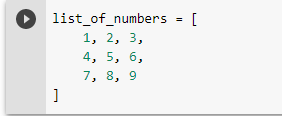 list_of_numbers = [
    1, 2, 3,
    4, 5, 6,
    7, 8, 9
]